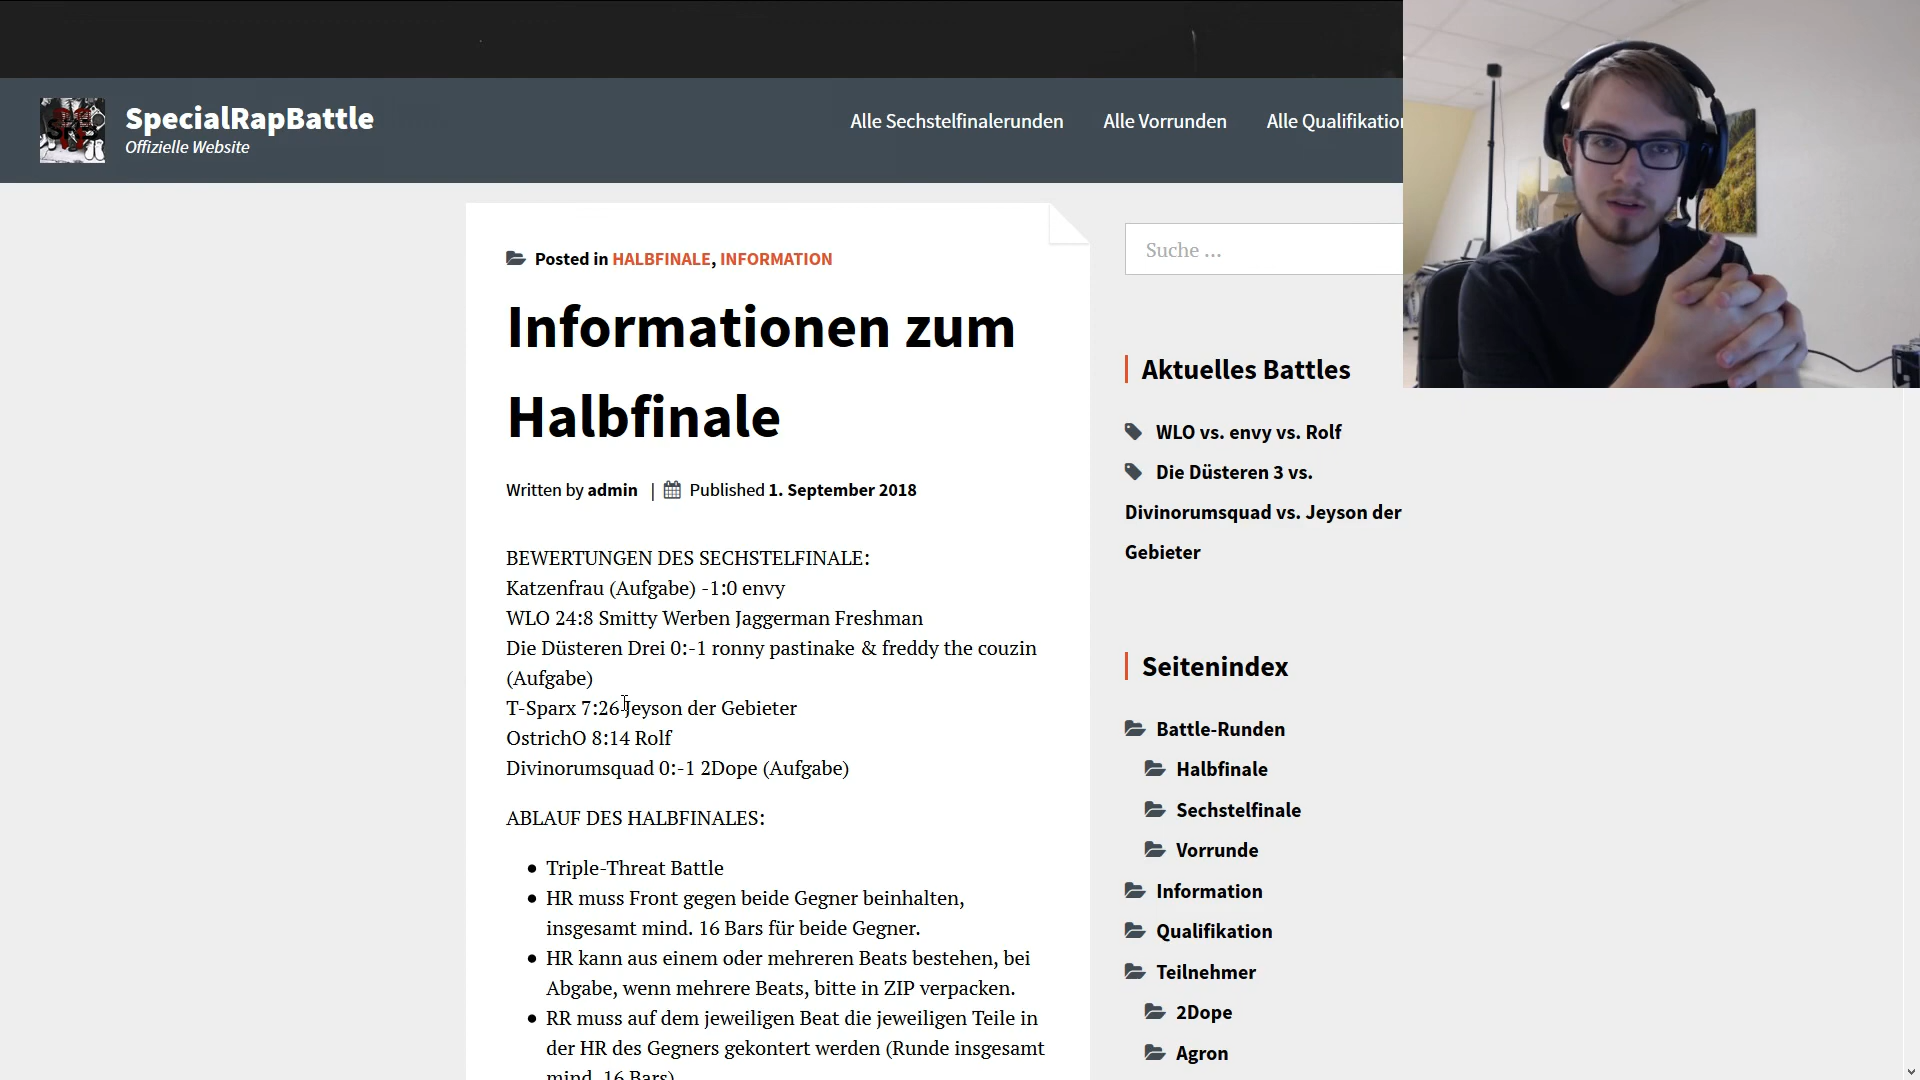 SpecialRapBattle
Offizielle Website
Alle Sechstelfinalerunden
Alle Vorrunden
Alle Qualifikation
Posted in HALBFINALE, INFORMATION
Informationen zum
Halbfinale
Written by admin | Published 1. September 2018
BEWERTUNGEN DES SECHSTELFINALE:
Katzenfrau (Aufgabe) -1:0 envy
WLO 24:8 Smitty Werben Jaggerman Freshman
Die Düsteren Drei 0:-1 ronny pastinake & freddy the couzin
(Aufgabe)
T-Sparx 7:26 Jeyson der Gebieter
OstrichO 8:14 Rolf
Divinorumsquad 0:-1 2Dope (Aufgabe)
ABLAUF DES HALBFINALES:
• Triple-Threat Battle
• HR muss Front gegen beide Gegner beinhalten,
insgesamt mind. 16 Bars für beide Gegner.
• HR kann aus einem oder mehreren Beats bestehen, bei
Abgabe, wenn mehrere Beats, bitte in ZIP verpacken.
• RR muss auf dem jeweiligen Beat die jeweiligen Teile in
der HR des Gegners gekontert werden (Runde insgesamt
mind. 16 Bars)
Suche ...
Aktuelles Battles
WLO vs. envy vs. Rolf
Die Düsteren 3 vs.
Divinorumsquad vs. Jeyson der
Gebieter
Seitenindex
Battle-Runden
Halbfinale
Sechstelfinale
Vorrunde
Information
Qualifikation
Teilnehmer
2Dope
Agron